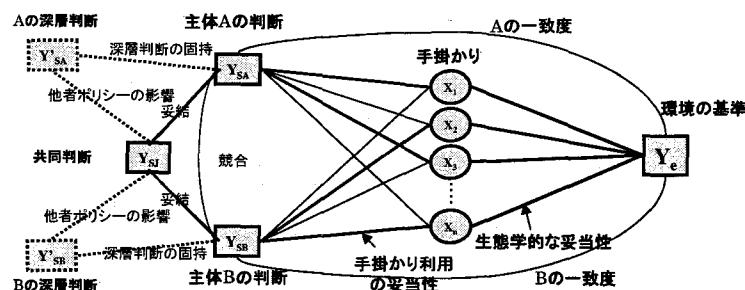 Aの深層判断
主体Aの判断
Aの一致度
Y'SA
深層判断の固持
YSA
手掛かり
他者ポリシーの影響
妥結
X1
環境の基準
X2
共同判断
YSJ
競合
X3
Ye
妥結
他者ポリシーの影響
Xn
Y'SB
深層判断の固持
YSB
生態学的な妥当性
Bの深層判断
主体Bの判断
手掛かり利用
の妥当性
Bの一致度